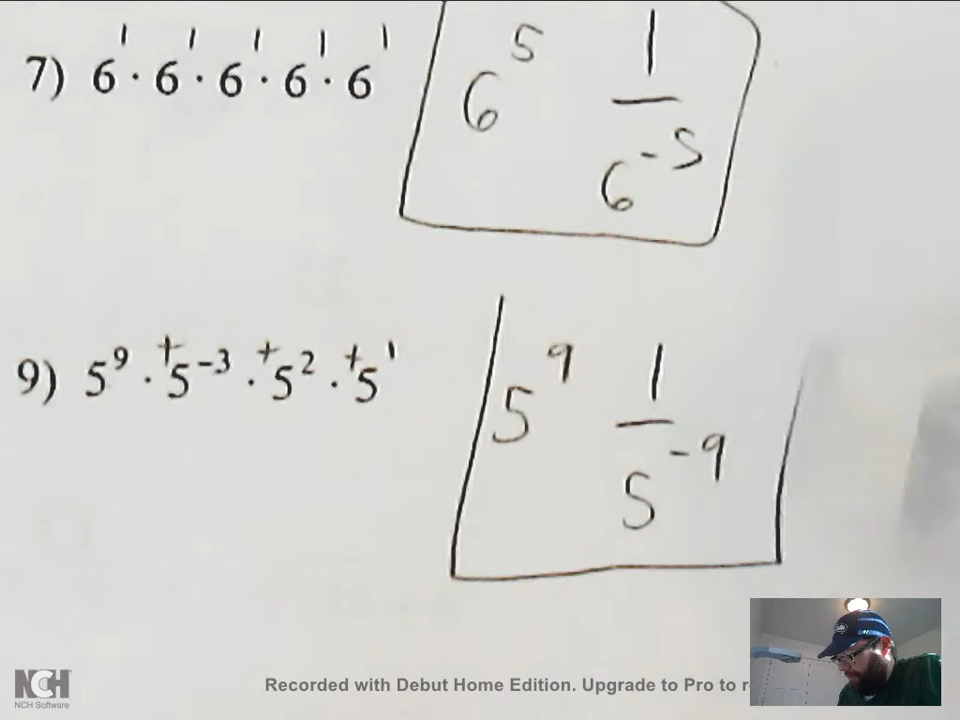 7) 6¹ · 6¹ · 6¹ · 6¹ · 6¹
6⁵ 1/6⁻⁵
9) 5⁹ · ⁺5⁻³ · ⁺5² · ⁺5¹
5⁹ 1/5⁻⁹
NCH
NCH Software
Recorded with Debut Home Edition. Upgrade to Pro to r